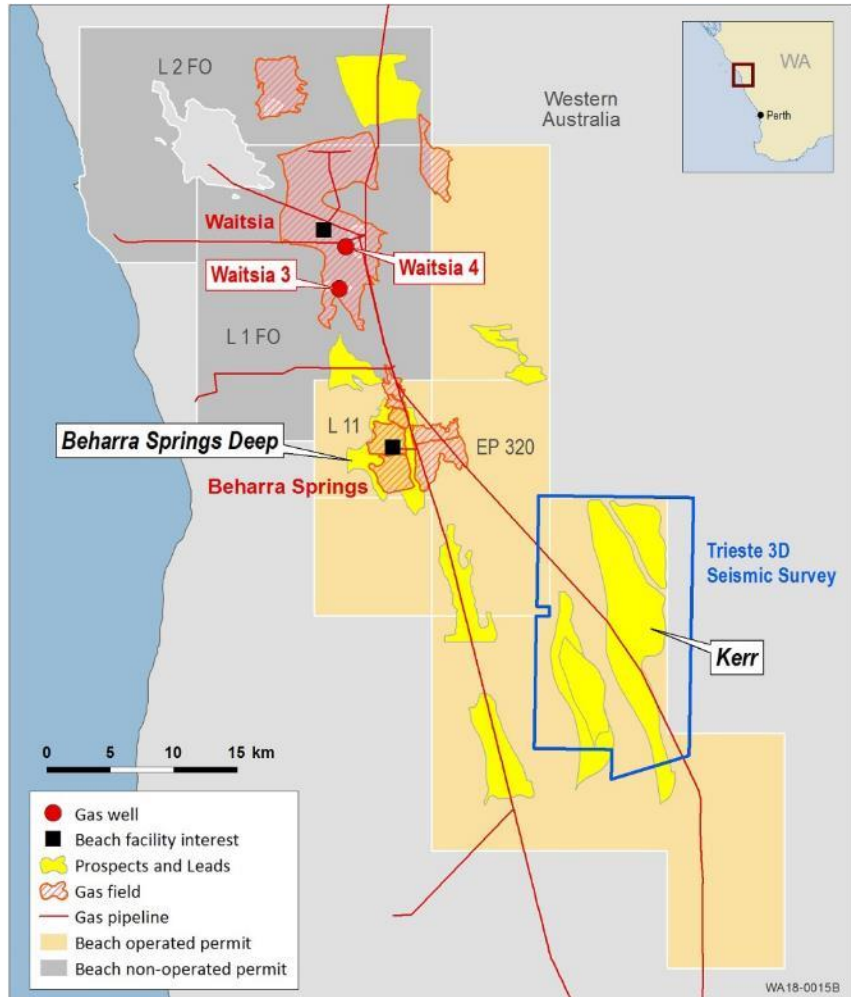 L 2 FO
Western
Australia
WA
Perth
Waitsia
Waitsia 4
Waitsia 3
L 1 FO
L 11
Beharra Springs Deep
EP 320
Beharra Springs
Trieste 3D
Seismic Survey
Kerr
0 5 10 15 km
Gas well
Beach facility interest
Prospects and Leads
Gas field
Gas pipeline
Beach operated permit
Beach non-operated permit
WA18-0015B